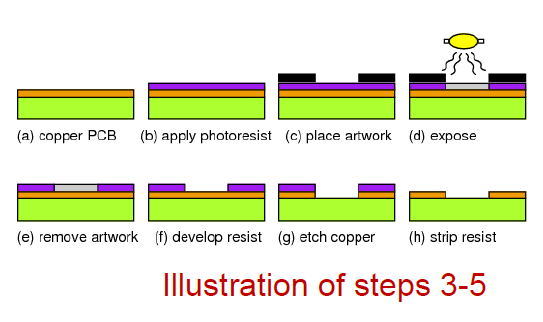 (a) copper PCB
(b) apply photoresist
(c) place artwork
(d) expose
(e) remove artwork
(f) develop resist
(g) etch copper
(h) strip resist
Illustration of steps 3-5